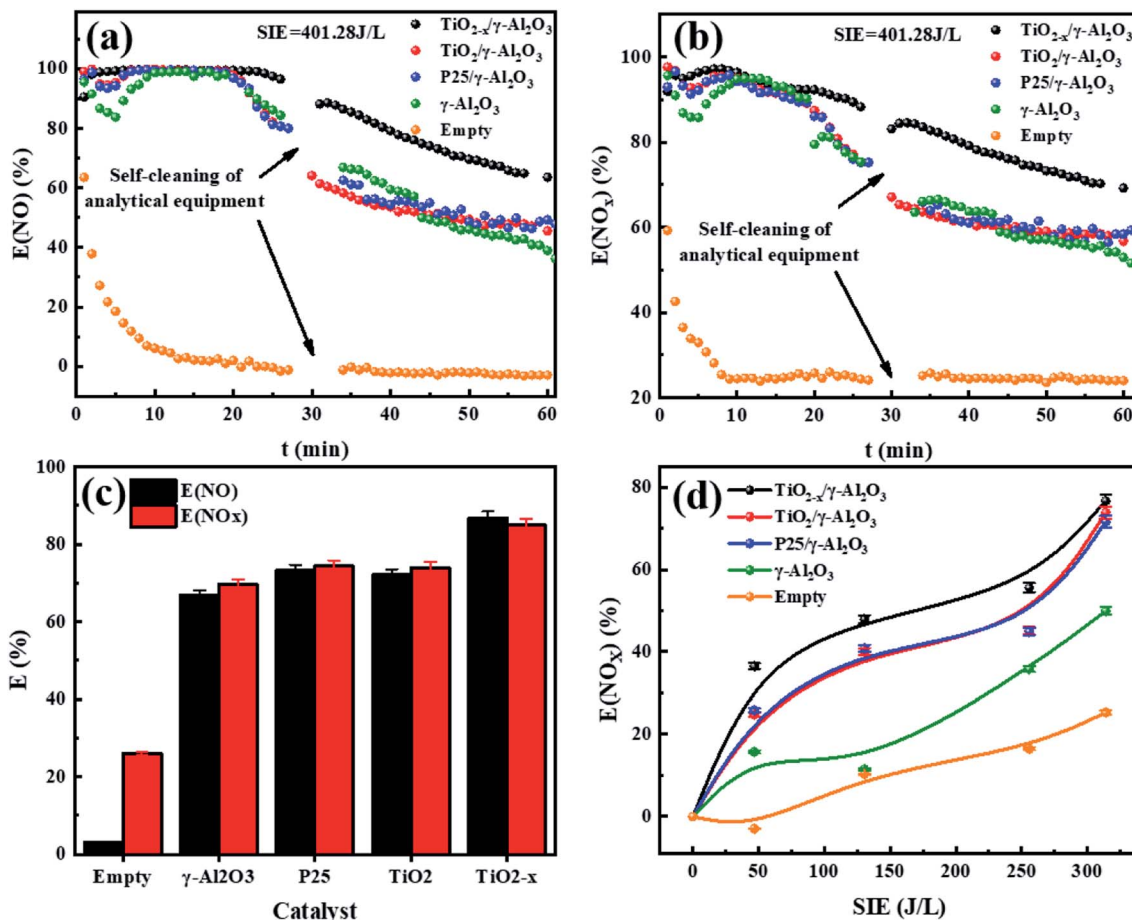 (a)
SIE=401.28J/L
TiO₂₋ₓ/γ-Al₂O₃
TiO₂/γ-Al₂O₃
P25/γ-Al₂O₃
γ-Al₂O₃
Empty
Self-cleaning of
analytical equipment
E(NO) (%)
100
80
60
40
20
0
0 10 20 30 40 50 60
t (min)
(b)
SIE=401.28J/L
TiO₂₋ₓ/γ-Al₂O₃
TiO₂/γ-Al₂O₃
P25/γ-Al₂O₃
γ-Al₂O₃
Empty
Self-cleaning of
analytical equipment
E(NOₓ) (%)
100
80
60
40
20
0 10 20 30 40 50 60
t (min)
(c)
E(NO)
E(NOx)
E (%)
100
80
60
40
20
0
Empty γ-Al2O3 P25 TiO2 TiO2-x
Catalyst
(d)
TiO₂₋ₓ/γ-Al₂O₃
TiO₂/γ-Al₂O₃
P25/γ-Al₂O₃
γ-Al₂O₃
Empty
E(NOₓ) (%)
80
60
40
20
0
0 50 100 150 200 250 300
SIE (J/L)